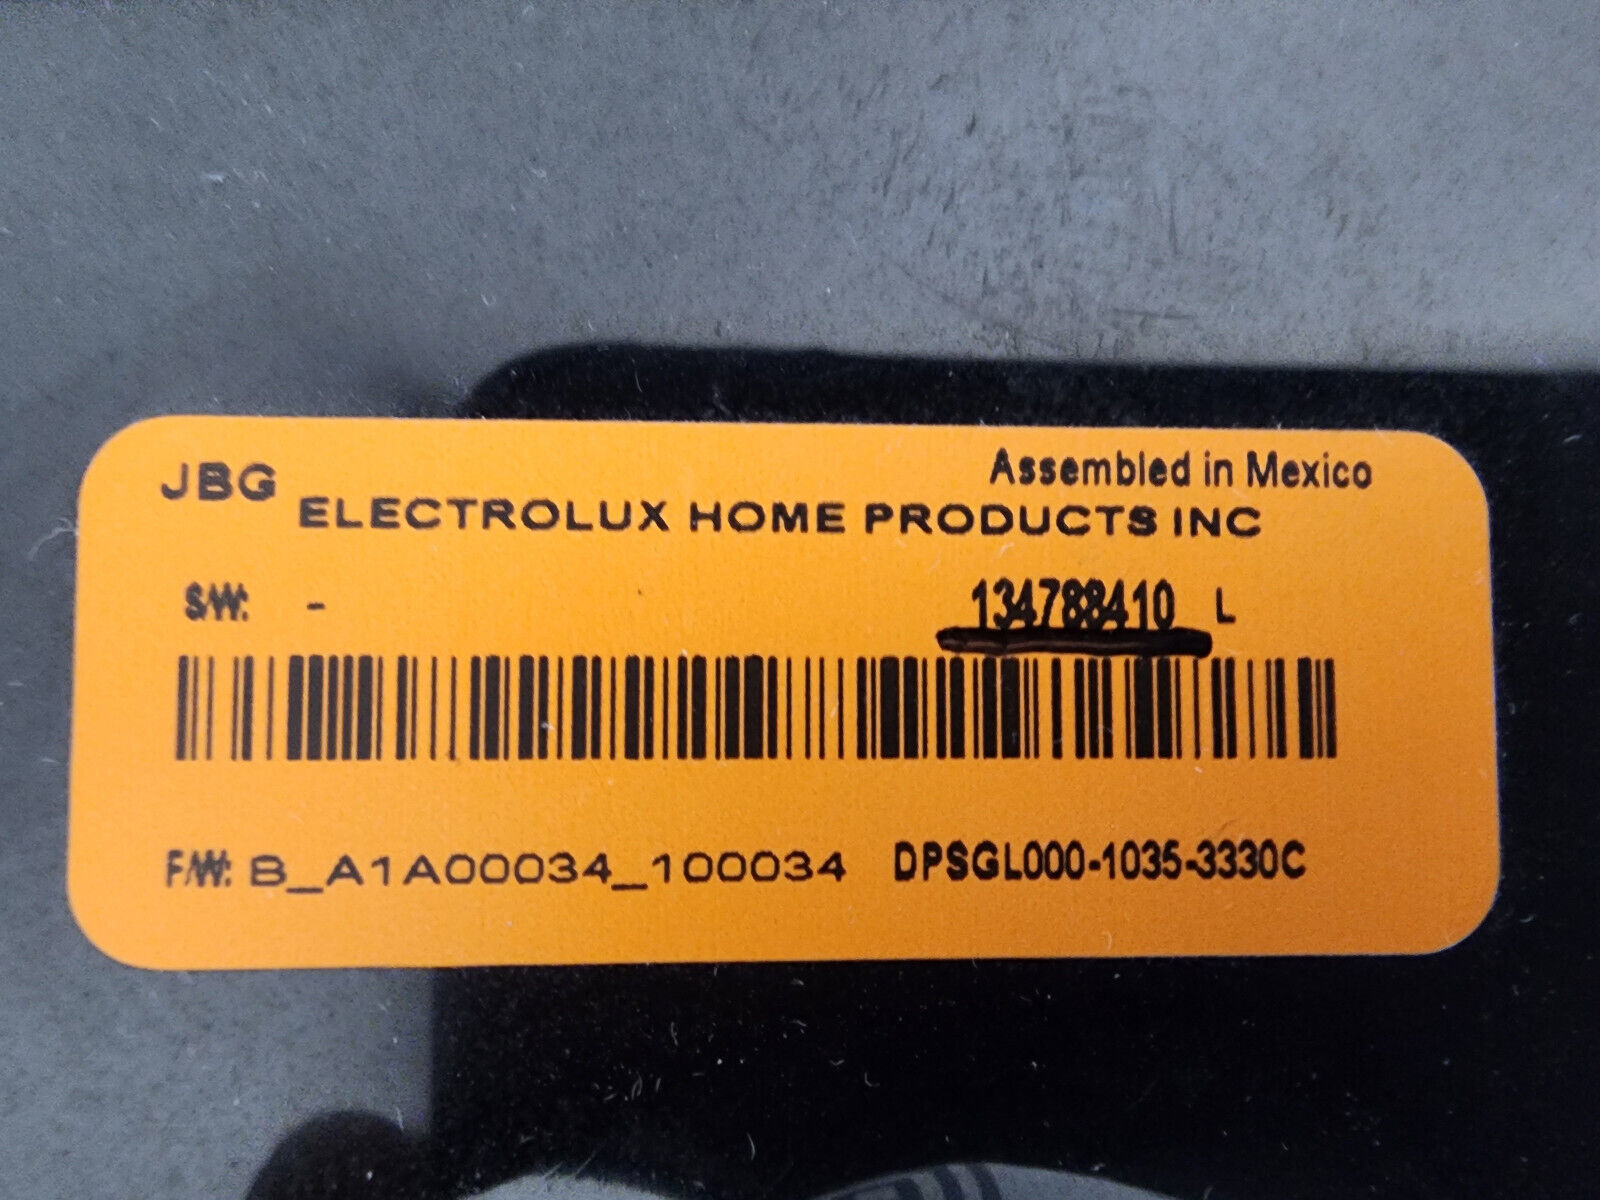 JBG
Assembled in Mexico
ELECTROLUX HOME PRODUCTS INC
S/W: - 134788410 L
F/W: B_A1A00034_100034 DPSGL000-1035-3330C